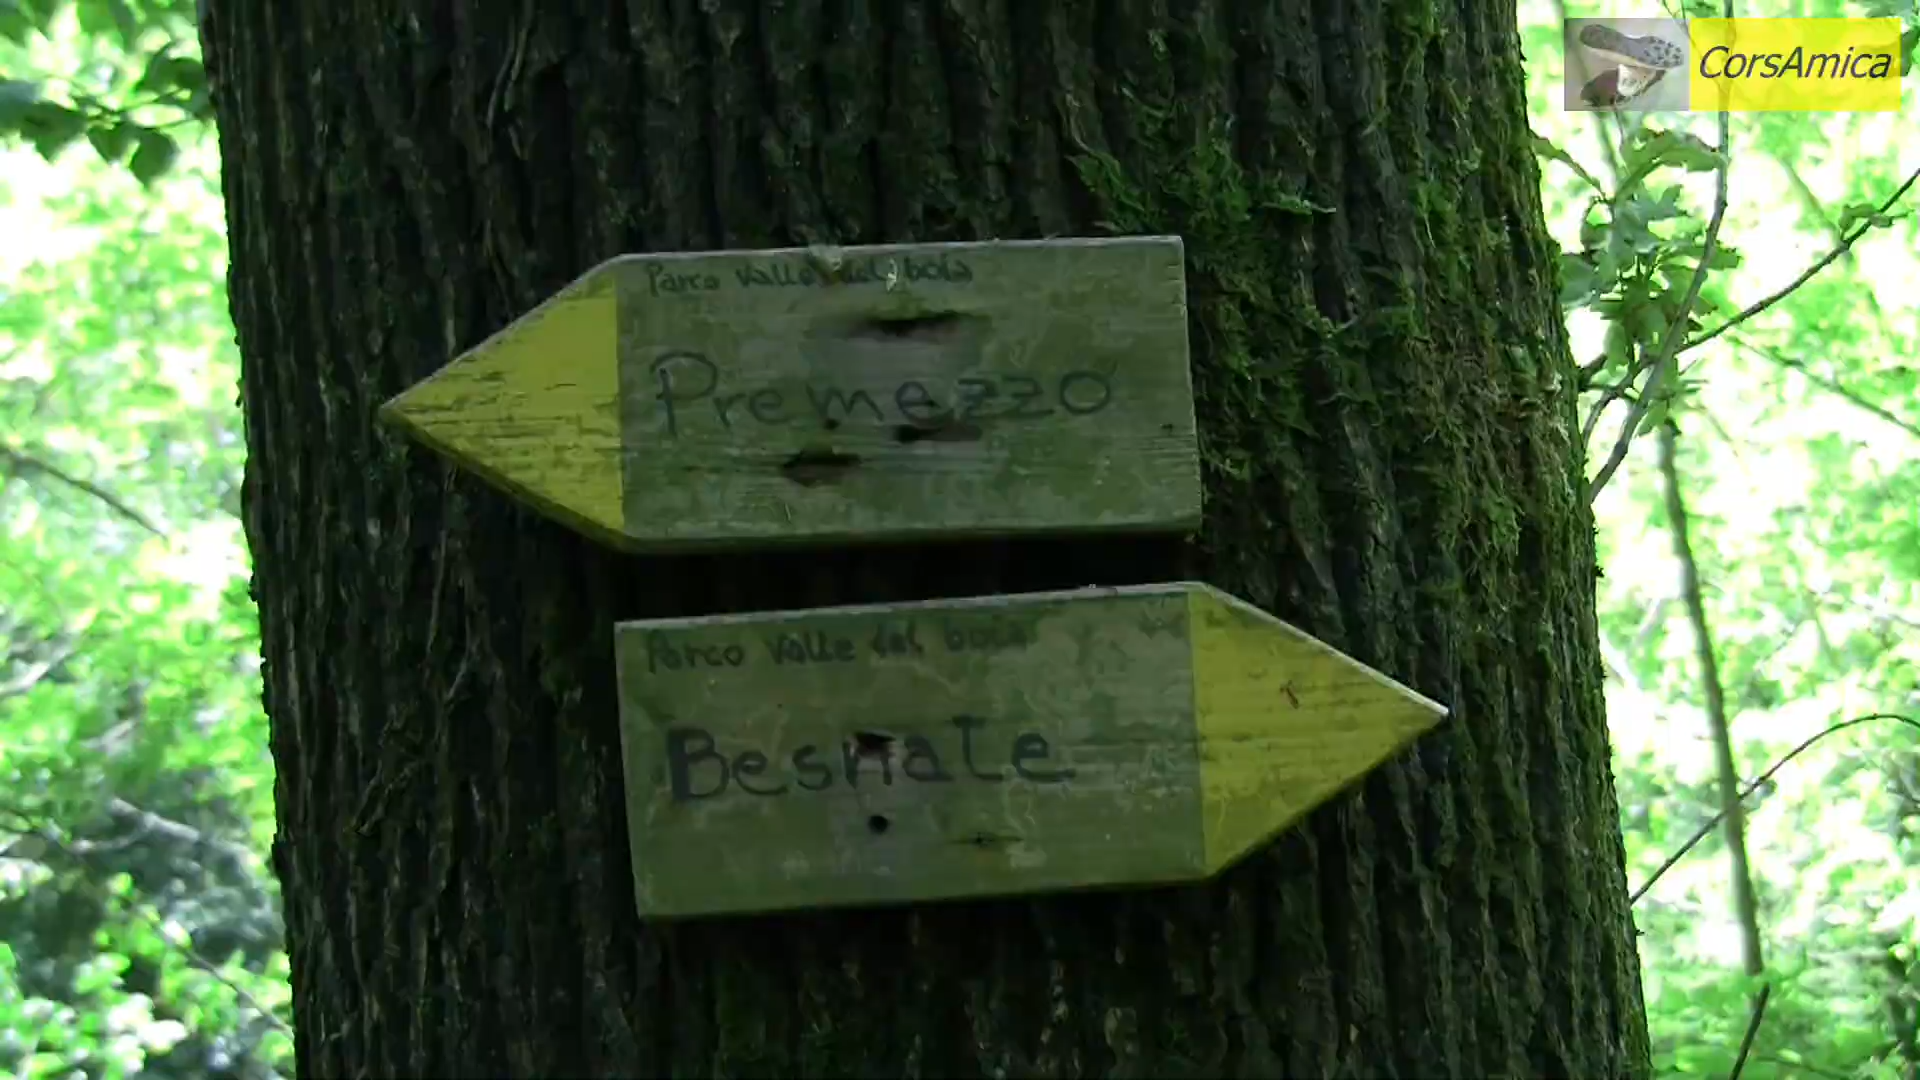 CorsAmica
Parco Valle del boia
Premezzo
Parco Valle del boia
Besnate